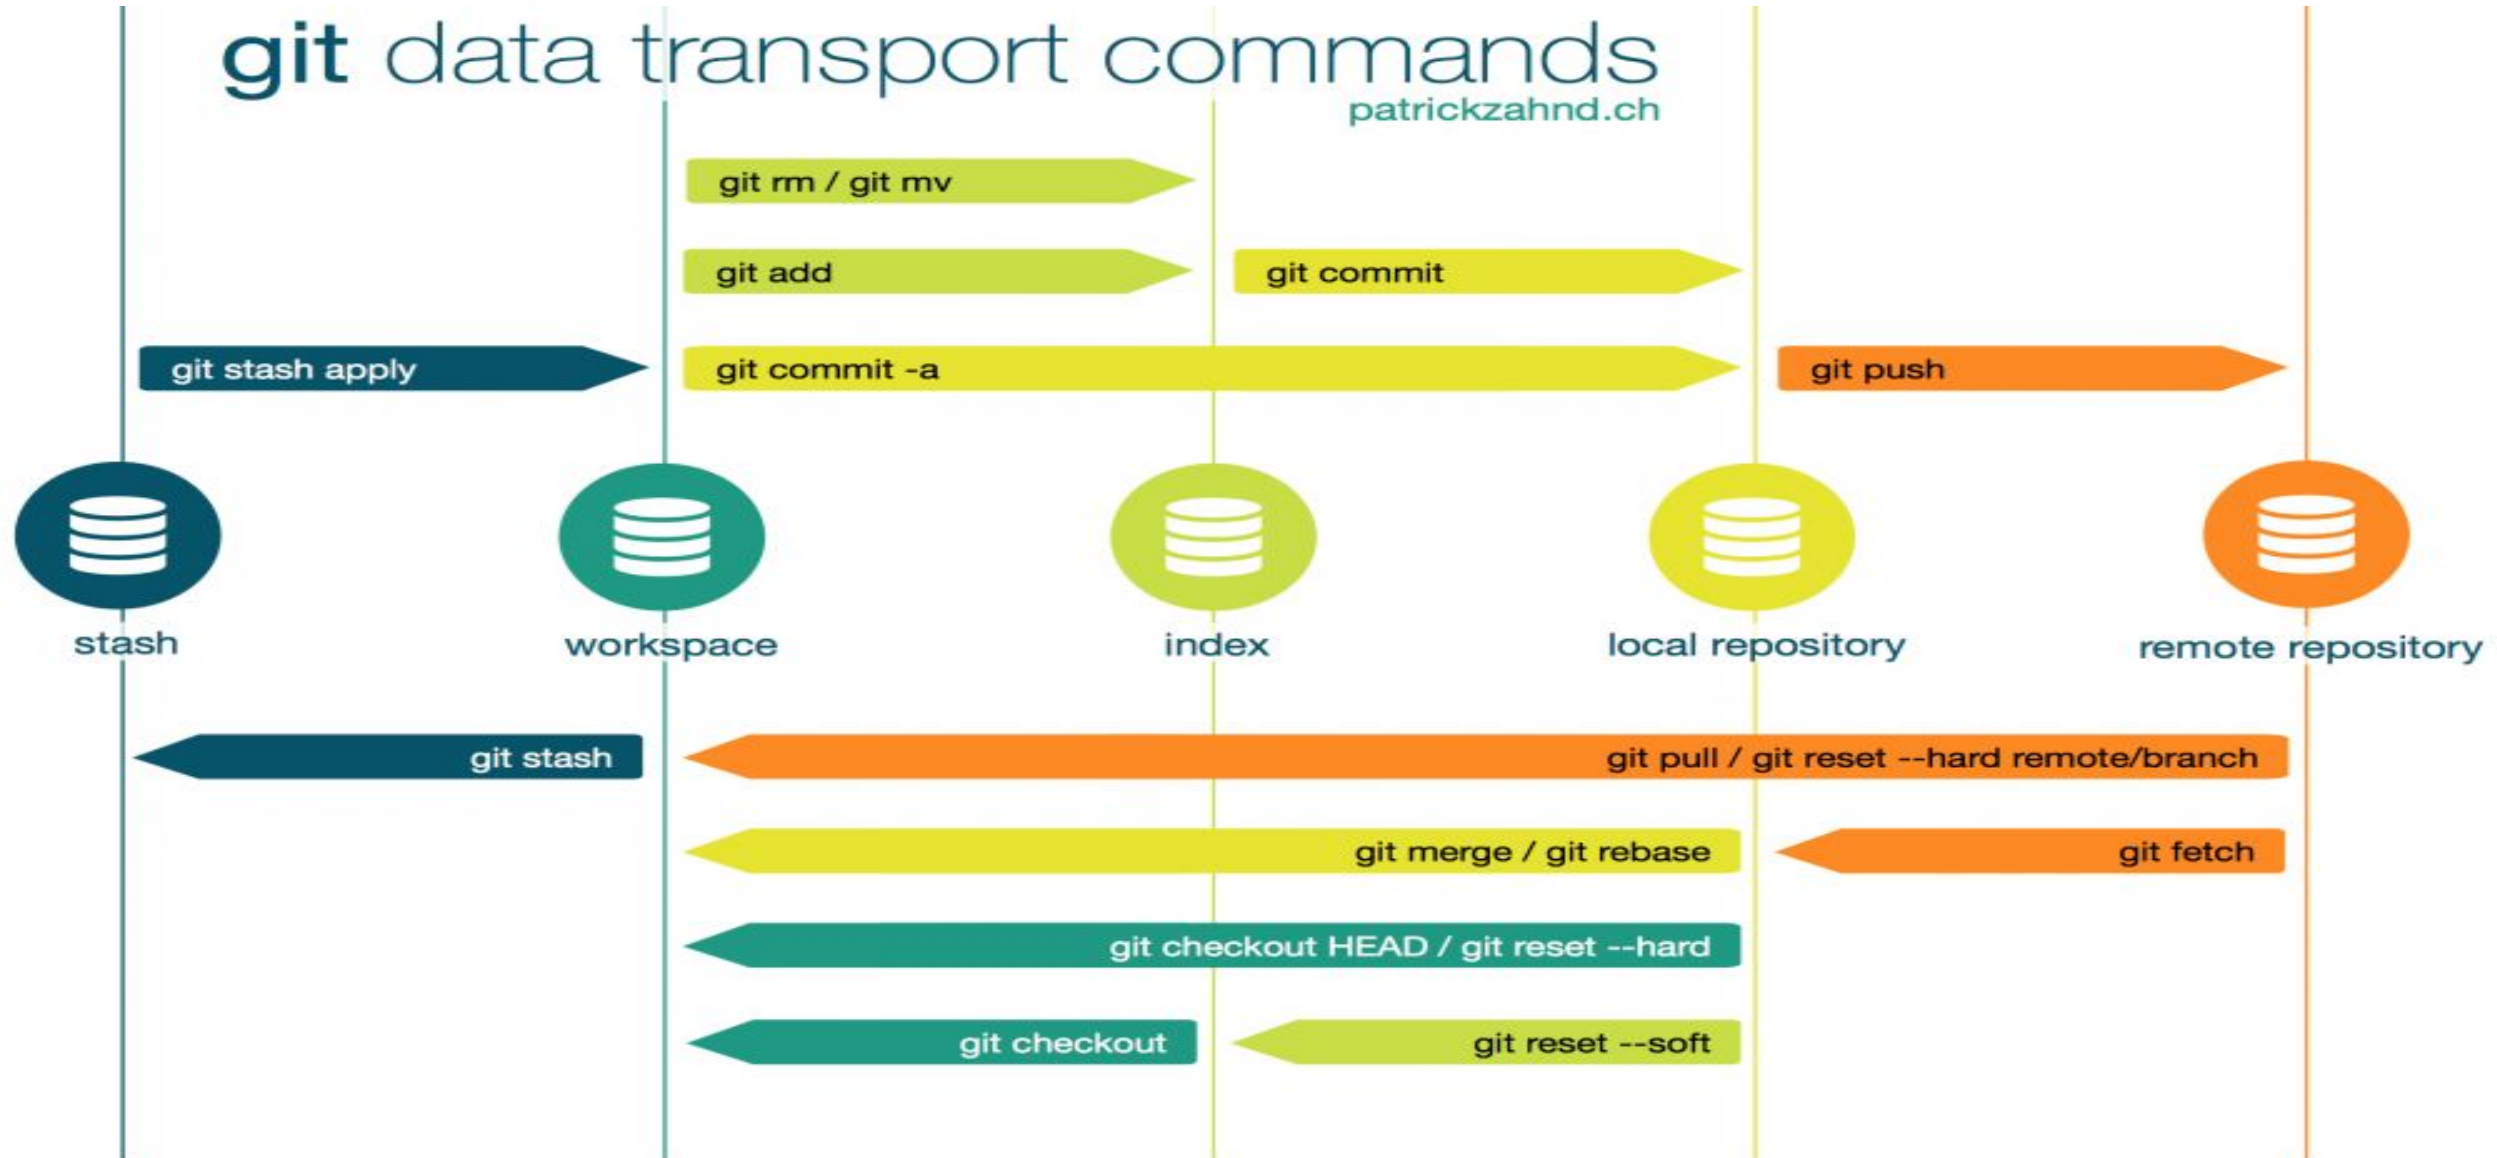 git data transport commands
patrickzahnd.ch
git rm / git mv
git add
git commit
git stash apply
git commit -a
git push
stash
workspace
index
local repository
remote repository
git stash
git pull / git reset --hard remote/branch
git merge / git rebase
git fetch
git checkout HEAD / git reset --hard
git checkout
git reset --soft